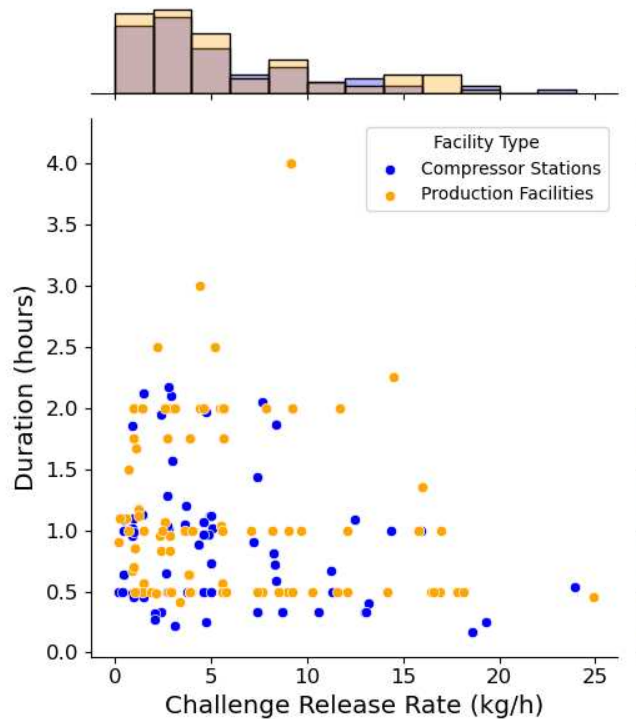 Facility Type
Compressor Stations
Production Facilities
4.0
3.5
3.0
2.5
2.0
1.5
1.0
0.5
0.0
Duration (hours)
0 5 10 15 20 25
Challenge Release Rate (kg/h)